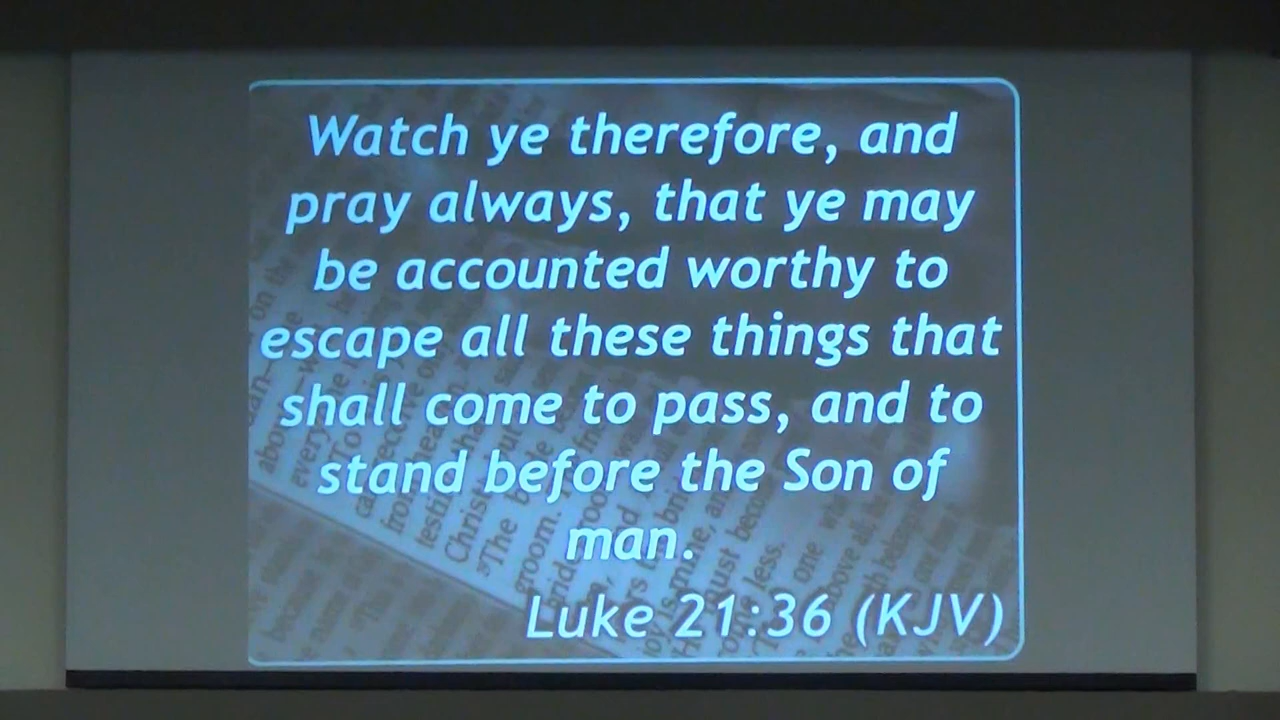 Watch ye therefore, and
pray always, that ye may
be accounted worthy to
escape all these things that
shall come to pass, and to
stand before the Son of
man.
Luke 21:36 (KJV)